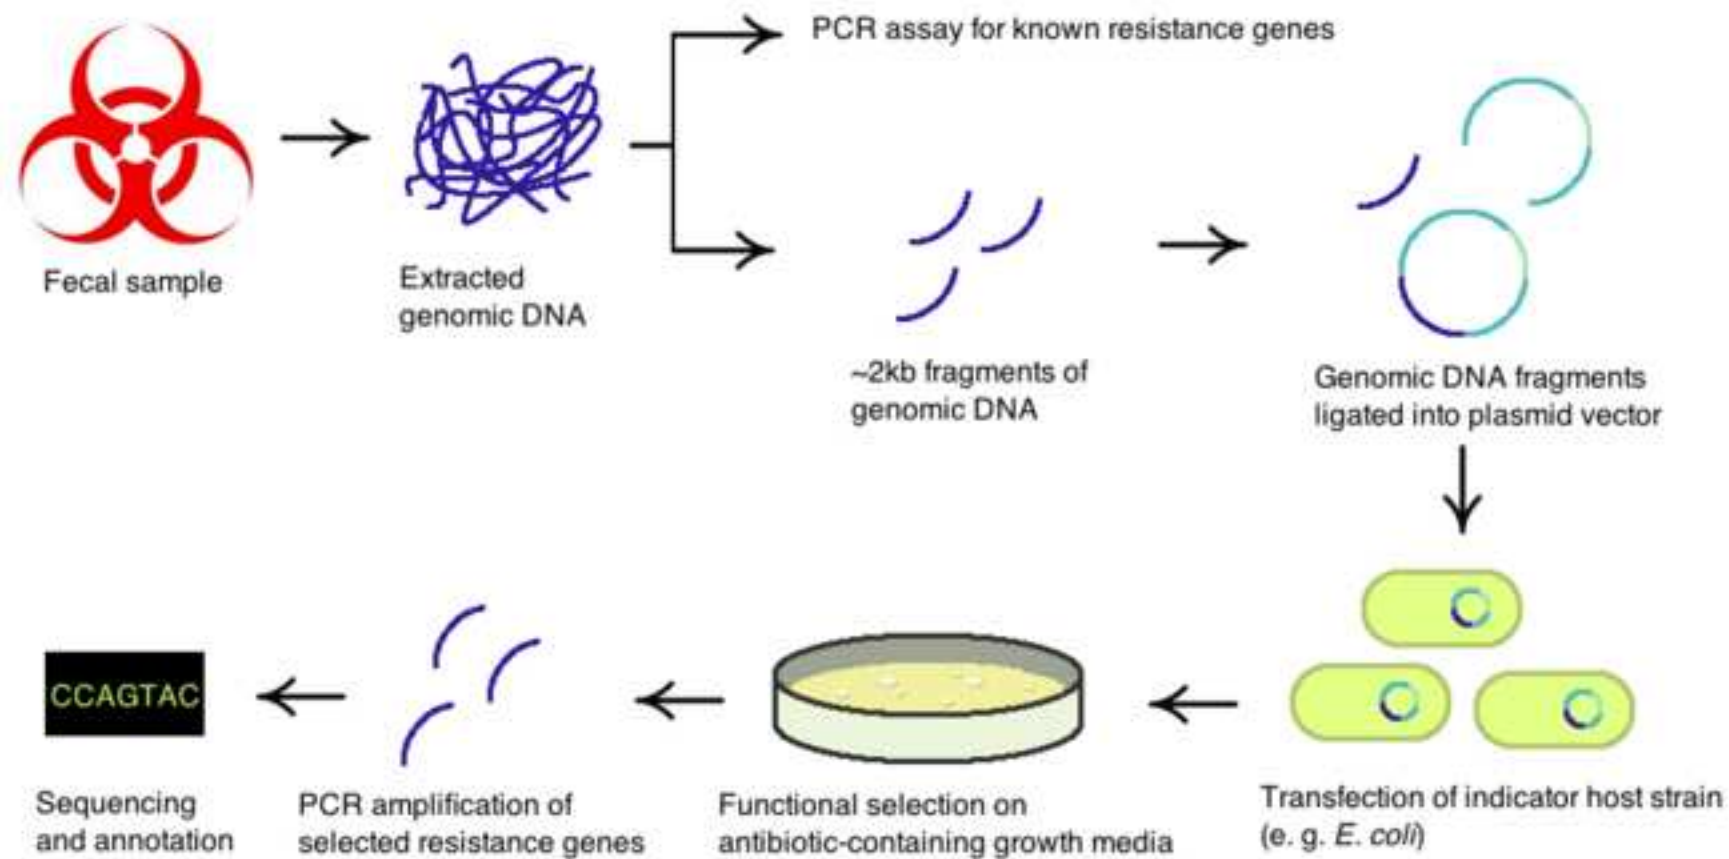 PCR assay for known resistance genes
Fecal sample
Extracted
genomic DNA
~2kb fragments of
genomic DNA
Genomic DNA fragments
ligated into plasmid vector
CCAGTAC
Sequencing
and annotation
PCR amplification of
selected resistance genes
Functional selection on
antibiotic-containing growth media
Transfection of indicator host strain
(e. g. E. coli)